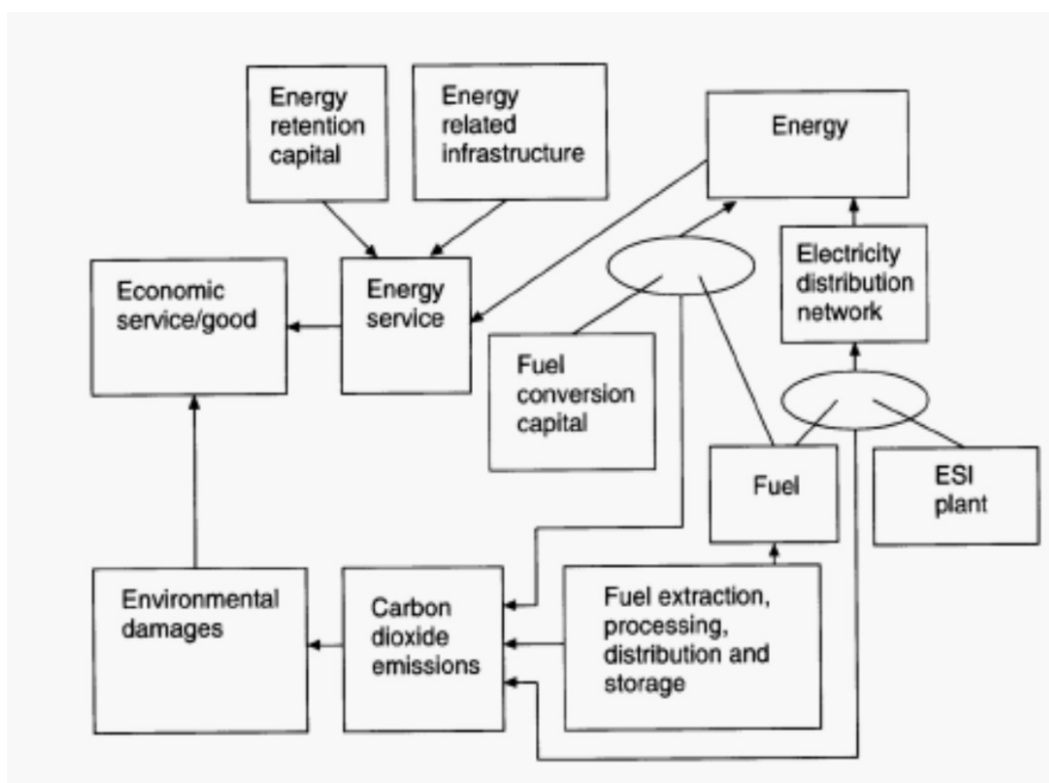 Energy
retention
capital
Energy
related
infrastructure
Energy
Economic
service/good
Energy
service
Electricity
distribution
network
Fuel
conversion
capital
Fuel
ESI
plant
Environmental
damages
Carbon
dioxide
emissions
Fuel extraction,
processing,
distribution and
storage